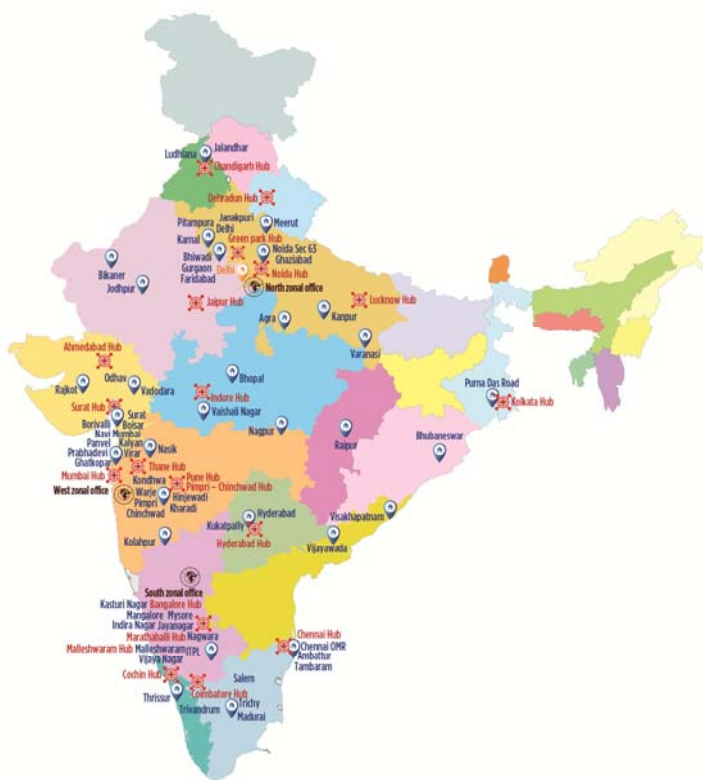 Jalandhar
Ludhiana
Chandigarh Hub
Dehradun Hub
Janakpuri
Pitampura
Delhi
Meerut
Karnal
Green park Hub
Noida Sec 63
Bhiwadi
Ghaziabad
Gurgaon
Delhi
Noida Hub
Faridabad
Bikaner
Jodhpur
North zonal office
Jaipur Hub
Lucknow Hub
Agra
Kanpur
Varanasi
Ahmedabad Hub
Odhav
Rajkot
Vadodara
Bhopal
Indore Hub
Vaishali Nagar
Purna Das Road
Kolkata Hub
Surat Hub
Surat
Borivalli
Boisar
Navi Mumbai
Panvel
Kalyan
Prabhadevi
Virar
Nasik
Ghatkopar
Nagpur
Raipur
Bhubaneswar
Mumbai Hub
Thane Hub
Pune Hub
Kondhwa
Pimpri – Chinchwad Hub
West zonal office
Warje
Hinjewadi
Pimpri
Kharadi
Chinchwad
Kolahpur
Hyderabad
Kukatpally
Hyderabad Hub
Visakhapatnam
Vijayawada
South zonal office
Kasturi Nagar Bangalore Hub
Mangalore Mysore
Indira Nagar Jayanagar
Marathahalli Hub Nagwara
Malleshwaram Hub Malleshwaram ITPL
Vijaya Nagar
Chennai Hub
Chennai OMR
Ambattur
Tambaram
Cochin Hub
Salem
Coimbatore Hub
Thrissur
Trivandrum
Trichy
Madurai